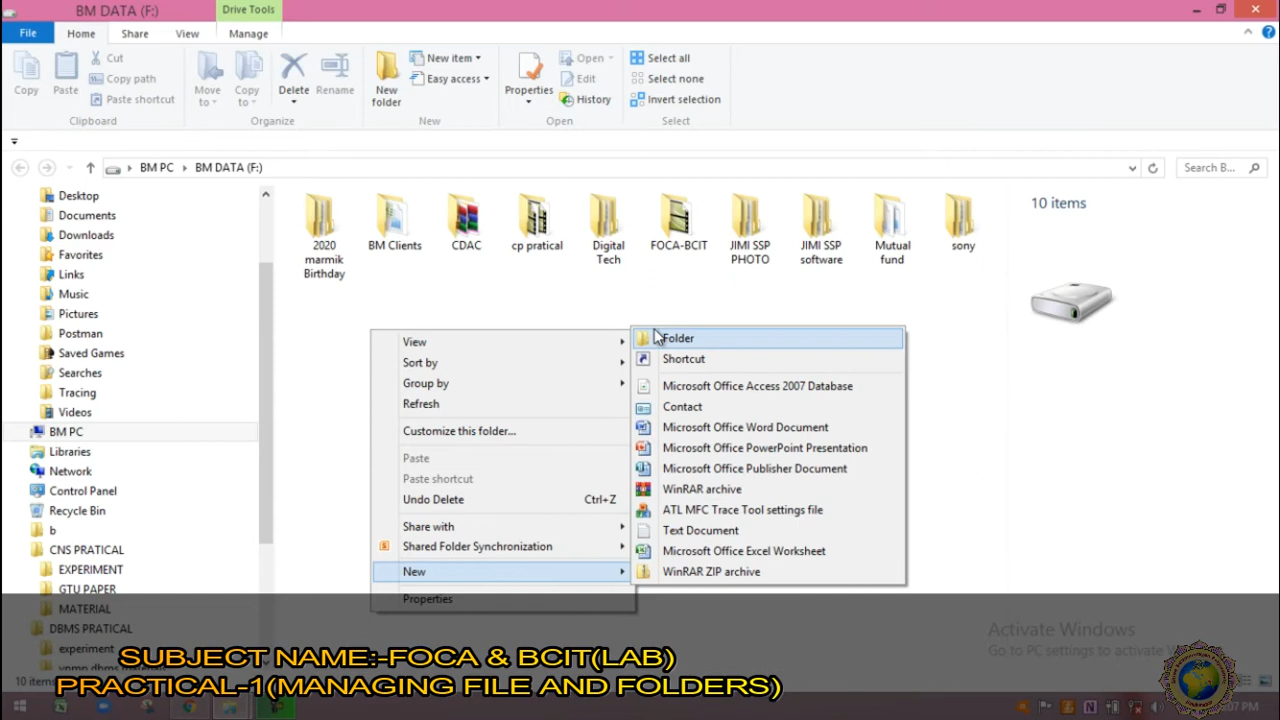 BM DATA (F:)
Drive Tools
File
Home
Share
View
Manage
Copy
Paste
Cut
Copy path
Paste shortcut
Clipboard
Move to
Copy to
Delete
Rename
Organize
New folder
New item
Easy access
New
Properties
Open
Edit
History
Open
Select all
Select none
Invert selection
Select
BM PC
BM DATA (F:)
Search B...
Desktop
Documents
Downloads
Favorites
Links
Music
Pictures
Postman
Saved Games
Searches
Tracing
Videos
BM PC
Libraries
Network
Control Panel
Recycle Bin
b
CNS PRATICAL
EXPERIMENT
GTU PAPER
MATERIAL
DBMS PRATICAL
experiment
2020
marmik
Birthday
BM Clients
CDAC
cp pratical
Digital
Tech
FOCA-BCIT
JIMI SSP
PHOTO
JIMI SSP
software
Mutual
fund
sony
10 items
View
Sort by
Group by
Refresh
Customize this folder...
Paste
Paste shortcut
Undo Delete Ctrl+Z
Share with
Shared Folder Synchronization
New
Properties
Folder
Shortcut
Microsoft Office Access 2007 Database
Contact
Microsoft Office Word Document
Microsoft Office PowerPoint Presentation
Microsoft Office Publisher Document
WinRAR archive
ATL MFC Trace Tool settings file
Text Document
Microsoft Office Excel Worksheet
WinRAR ZIP archive
Activate Windows
Go to PC settings to activate
10 items
SUBJECT NAME:-FOCA & BCIT(LAB)
PRACTICAL-1(MANAGING FILE AND FOLDERS)